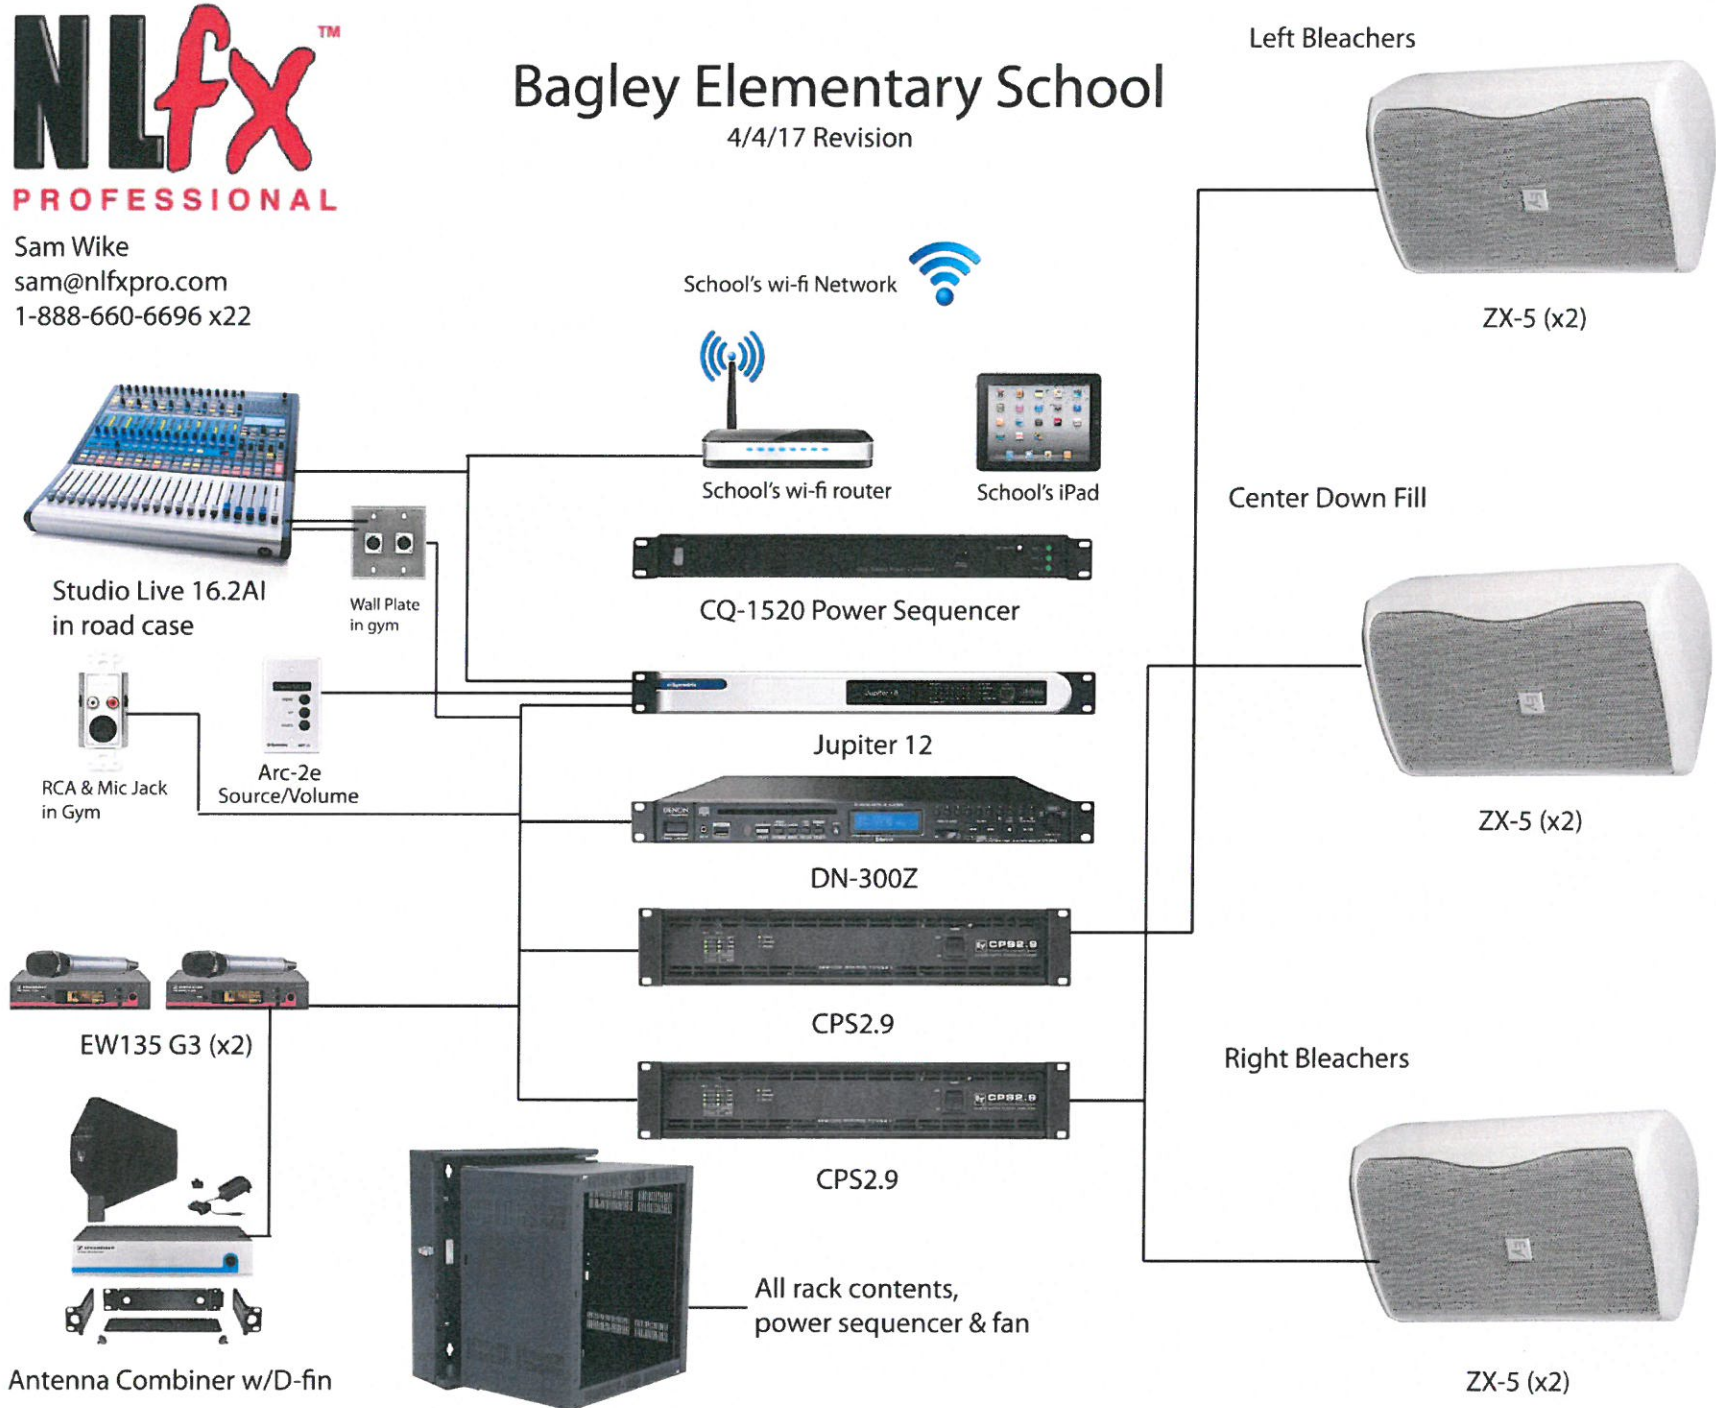 NLfx™
PROFESSIONAL
Sam Wike
sam@nlfxpro.com
1-888-660-6696 x22
Bagley Elementary School
4/4/17 Revision
Left Bleachers
ZX-5 (x2)
School's wi-fi Network
School's wi-fi router
School's iPad
Studio Live 16.2AI
in road case
Wall Plate
in gym
CQ-1520 Power Sequencer
Center Down Fill
ZX-5 (x2)
RCA & Mic Jack
in Gym
Arc-2e
Source/Volume
Jupiter 12
DENON
DN-300Z
CPS2.9
CPS2.9
EW135 G3 (x2)
CPS2.9
CPS2.9
Right Bleachers
EV
EV
EV
ZX-5 (x2)
Antenna Combiner w/D-fin
All rack contents,
power sequencer & fan